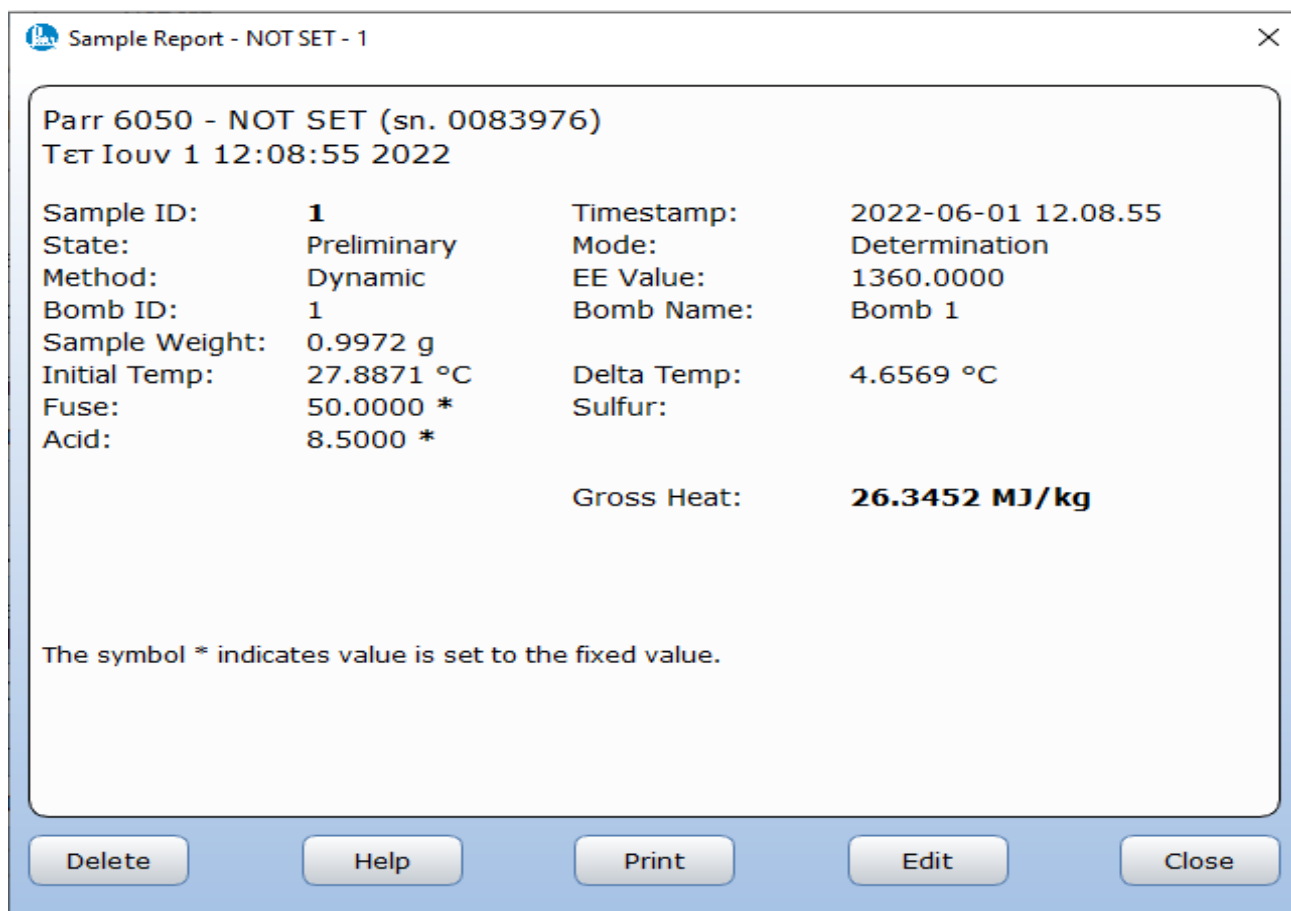 Sample Report - NOT SET - 1
Parr 6050 - NOT SET (sn. 0083976)
Τετ Ιουν 1 12:08:55 2022
Sample ID: 1 Timestamp: 2022-06-01 12.08.55
State: Preliminary Mode: Determination
Method: Dynamic EE Value: 1360.0000
Bomb ID: 1 Bomb Name: Bomb 1
Sample Weight: 0.9972 g
Initial Temp: 27.8871 °C Delta Temp: 4.6569 °C
Fuse: 50.0000 * Sulfur:
Acid: 8.5000 *
Gross Heat: 26.3452 MJ/kg
The symbol * indicates value is set to the fixed value.
Delete Help Print Edit Close